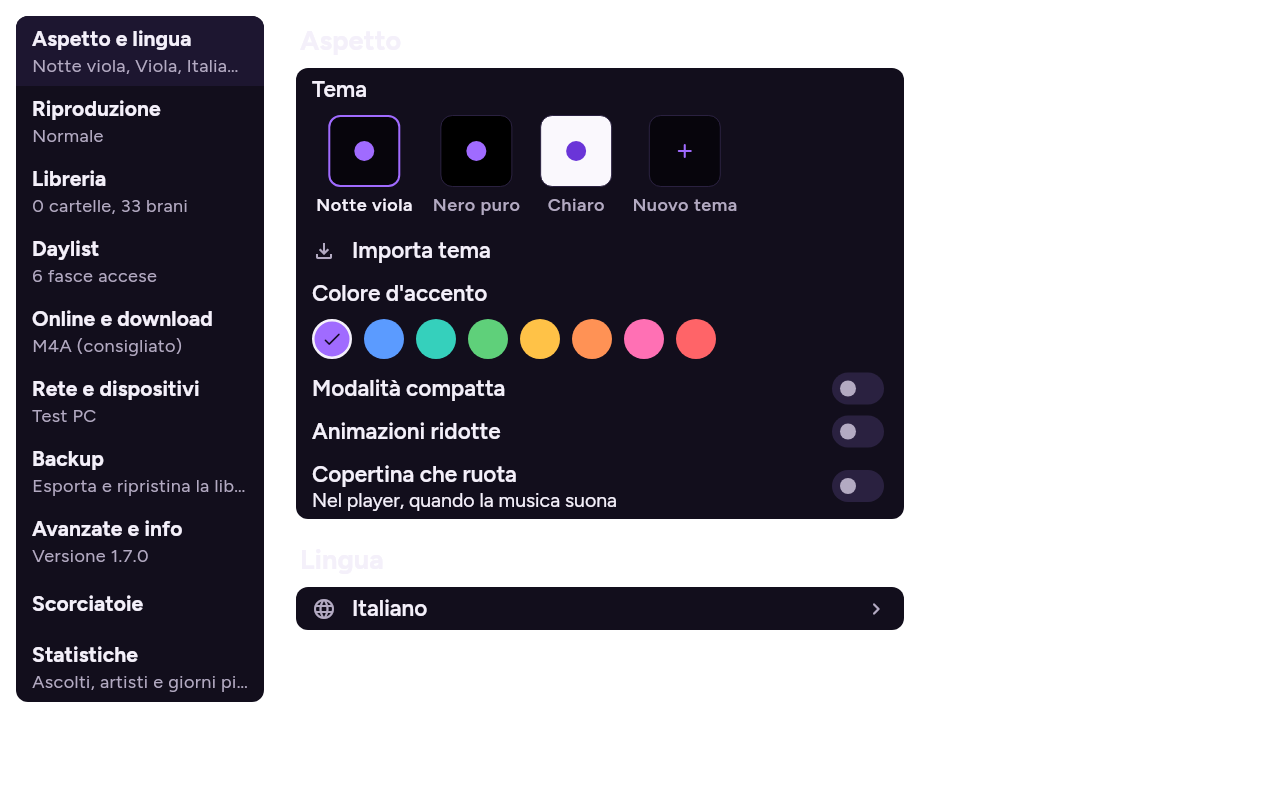 Aspetto e lingua
Notte viola, Viola, Italia...
Riproduzione
Normale
Libreria
0 cartelle, 33 brani
Daylist
6 fasce accese
Online e download
M4A (consigliato)
Rete e dispositivi
Test PC
Backup
Esporta e ripristina la lib...
Avanzate e info
Versione 1.7.0
Scorciatoie
Statistiche
Ascolti, artisti e giorni pi...
Aspetto
Tema
Notte viola
Nero puro
Chiaro
Nuovo tema
Importa tema
Colore d'accento
Modalità compatta
Animazioni ridotte
Copertina che ruota
Nel player, quando la musica suona
Lingua
Italiano